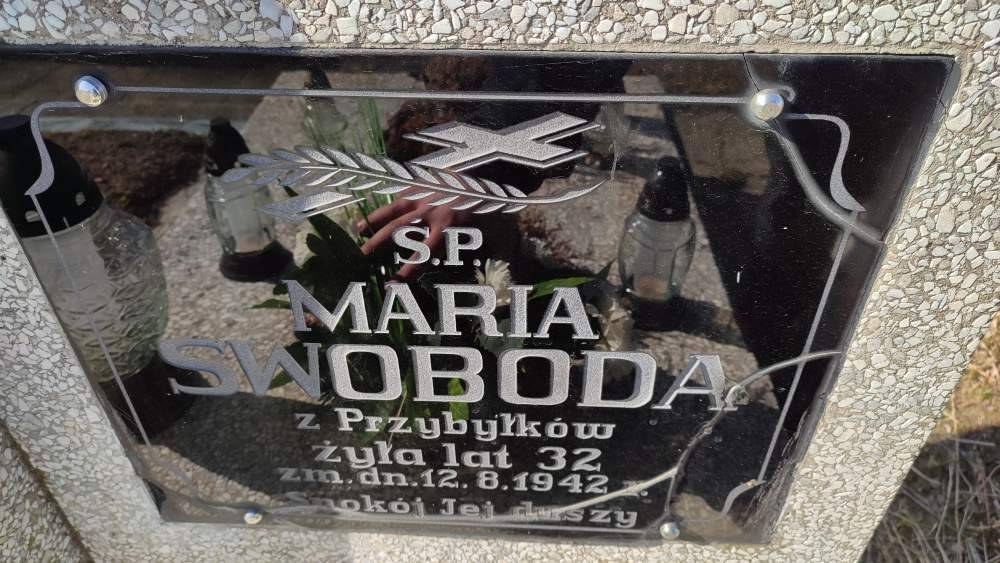 Ś.P.
MARIA
SWOBODA
z Przybyłków
żyła lat 32
zm. dn. 12. 8. 1942 r.
Spokój Jej duszy